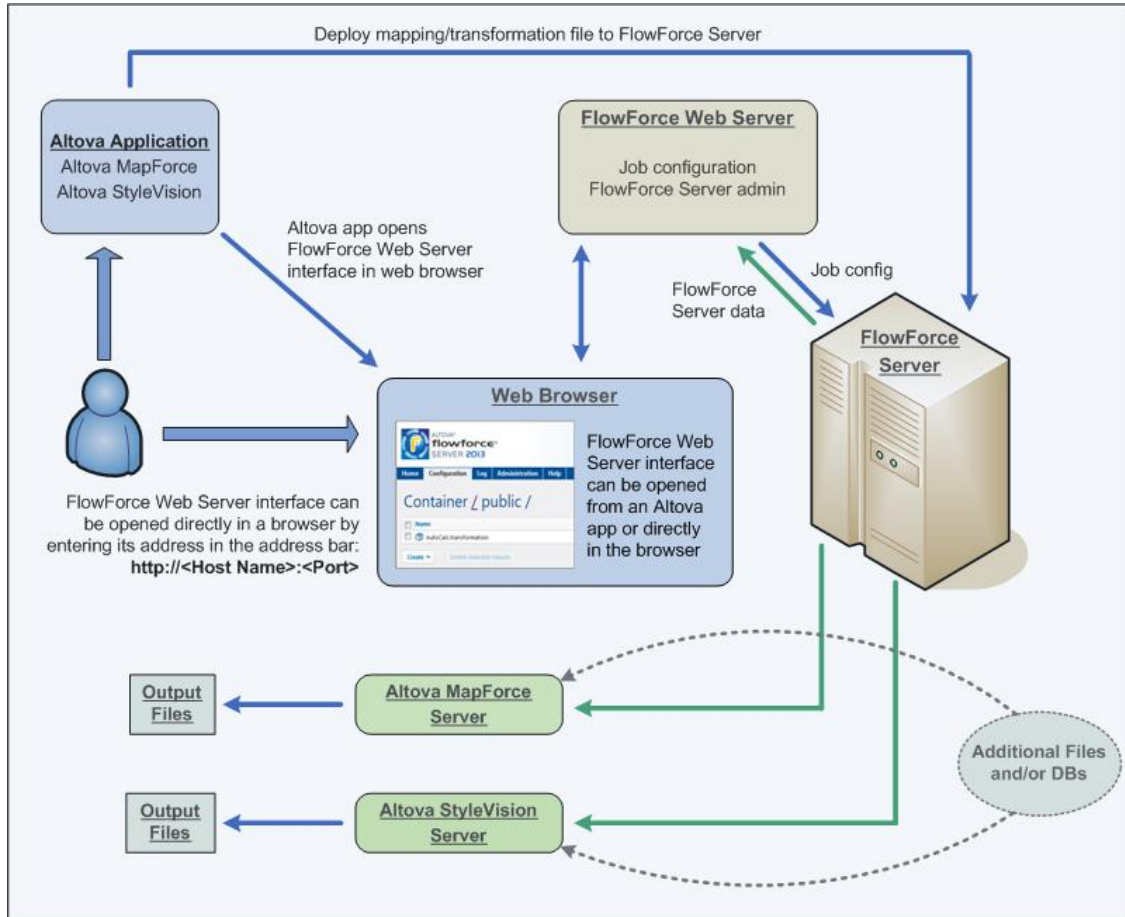 Deploy mapping/transformation file to FlowForce Server
Altova Application
Altova MapForce
Altova StyleVision
FlowForce Web Server
Job configuration
FlowForce Server admin
Altova app opens
FlowForce Web Server
interface in web browser
Job config
FlowForce
Server data
FlowForce
Server
Web Browser
ALTOVA®
flowforce®
SERVER 2013
Home Configuration Log Administration Help
Container / public /
Name
AutoCalc.transformation
Create
FlowForce Web
Server interface
can be opened
from an Altova
app or directly
in the browser
FlowForce Web Server interface can
be opened directly in a browser by
entering its address in the address bar:
http://<Host Name>:<Port>
Output
Files
Altova MapForce
Server
Additional Files
and/or DBs
Output
Files
Altova StyleVision
Server